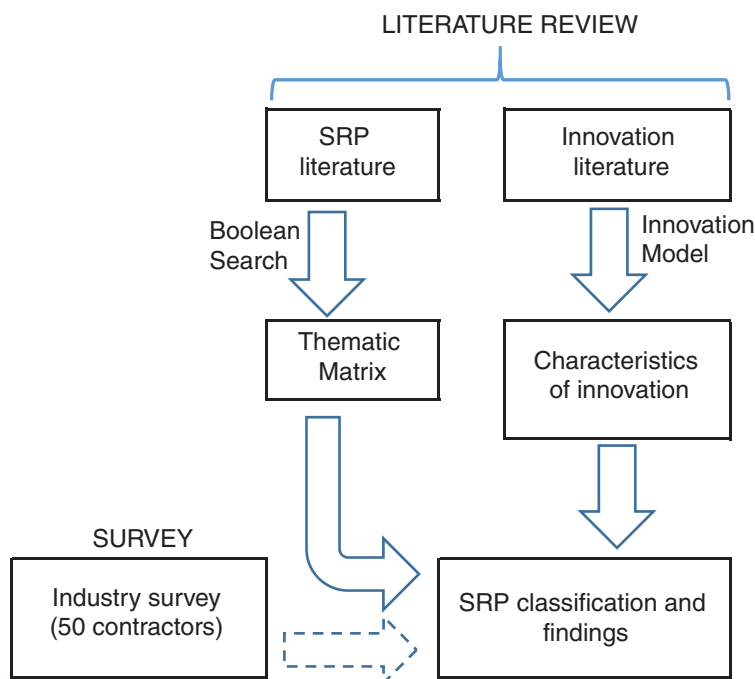 LITERATURE REVIEW
SRP
literature
Innovation
literature
Boolean
Search
Innovation
Model
Thematic
Matrix
Characteristics
of innovation
SURVEY
Industry survey
(50 contractors)
SRP classification and
findings